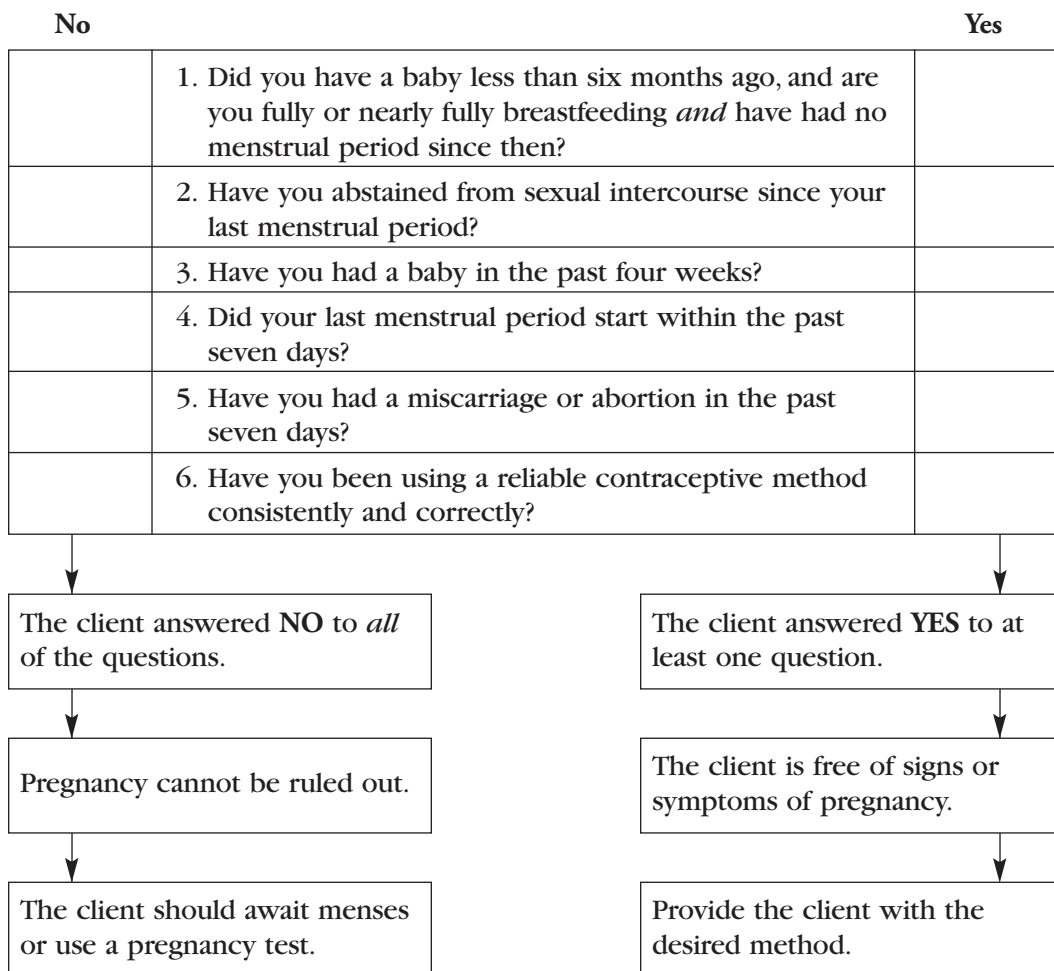 No
Yes
1. Did you have a baby less than six months ago, and are
you fully or nearly fully breastfeeding and have had no
menstrual period since then?
2. Have you abstained from sexual intercourse since your
last menstrual period?
3. Have you had a baby in the past four weeks?
4. Did your last menstrual period start within the past
seven days?
5. Have you had a miscarriage or abortion in the past
seven days?
6. Have you been using a reliable contraceptive method
consistently and correctly?
The client answered NO to all
of the questions.
Pregnancy cannot be ruled out.
The client should await menses
or use a pregnancy test.
The client answered YES to at
least one question.
The client is free of signs or
symptoms of pregnancy.
Provide the client with the
desired method.